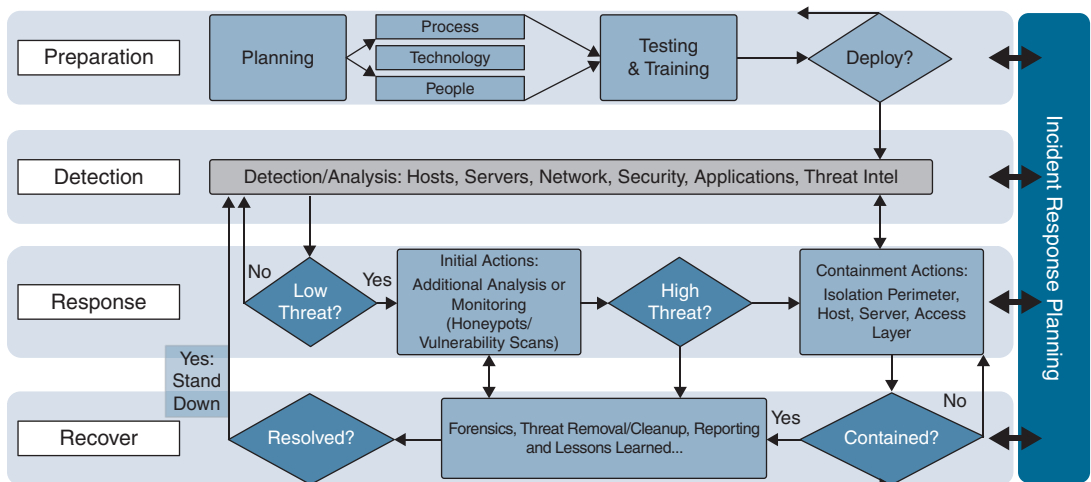 Preparation
Planning
Process
Technology
People
Testing
& Training
Deploy?
Incident Response Planning
Detection
Detection/Analysis: Hosts, Servers, Network, Security, Applications, Threat Intel
Response
No
Low
Threat?
Yes
Initial Actions:
Additional Analysis or
Monitoring
(Honeypots/
Vulnerability Scans)
High
Threat?
Containment Actions:
Isolation Perimeter,
Host, Server, Access
Layer
Yes:
Stand
Down
Recover
Resolved?
Forensics, Threat Removal/Cleanup, Reporting
and Lessons Learned...
Yes
Contained?
No